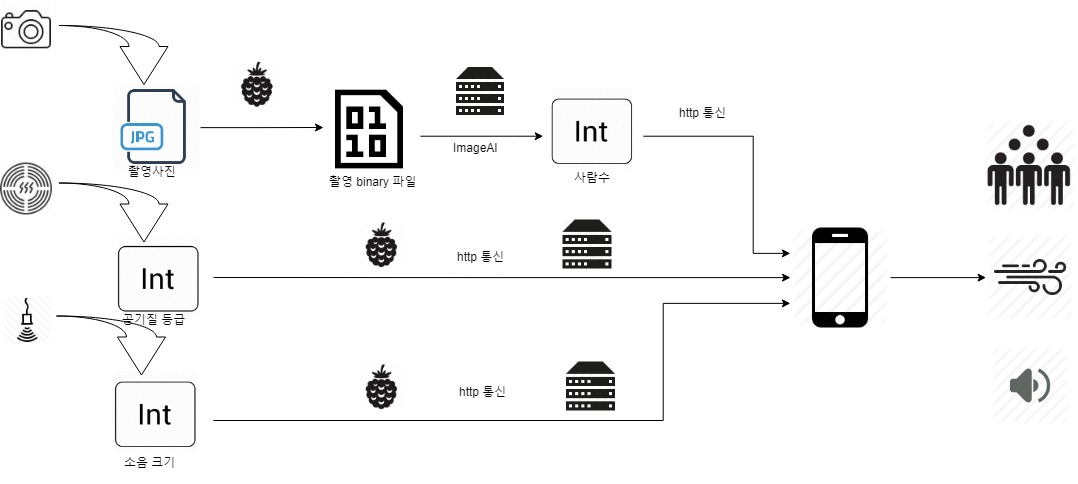 JPG
촬영사진
01
10
촬영 binary 파일
ImageAI
Int
사람수
http 통신
Int
공기질 등급
http 통신
Int
소음 크기
http 통신